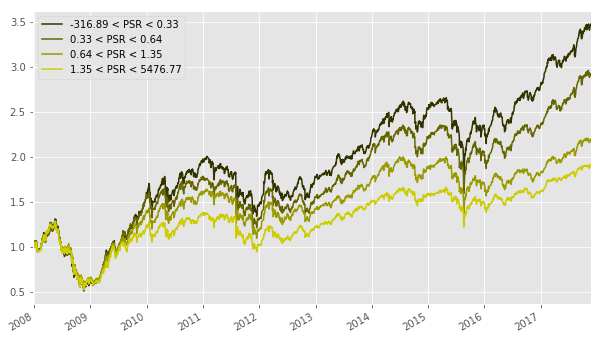 3.5
3.0
2.5
2.0
1.5
1.0
0.5
-316.89 < PSR < 0.33
0.33 < PSR < 0.64
0.64 < PSR < 1.35
1.35 < PSR < 5476.77
2008 2009 2010 2011 2012 2013 2014 2015 2016 2017